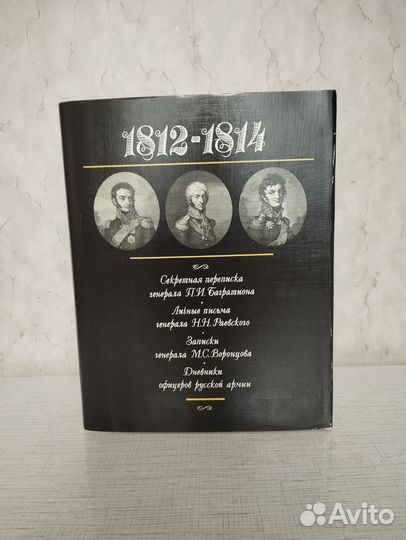 1812-1814
Секретная переписка
генерала П.И. Багратиона
Личные письма
генерала Н.Н. Раевского
Записки
генерала М.С. Воронцова
Дневники
офицеров русской армии
Avito